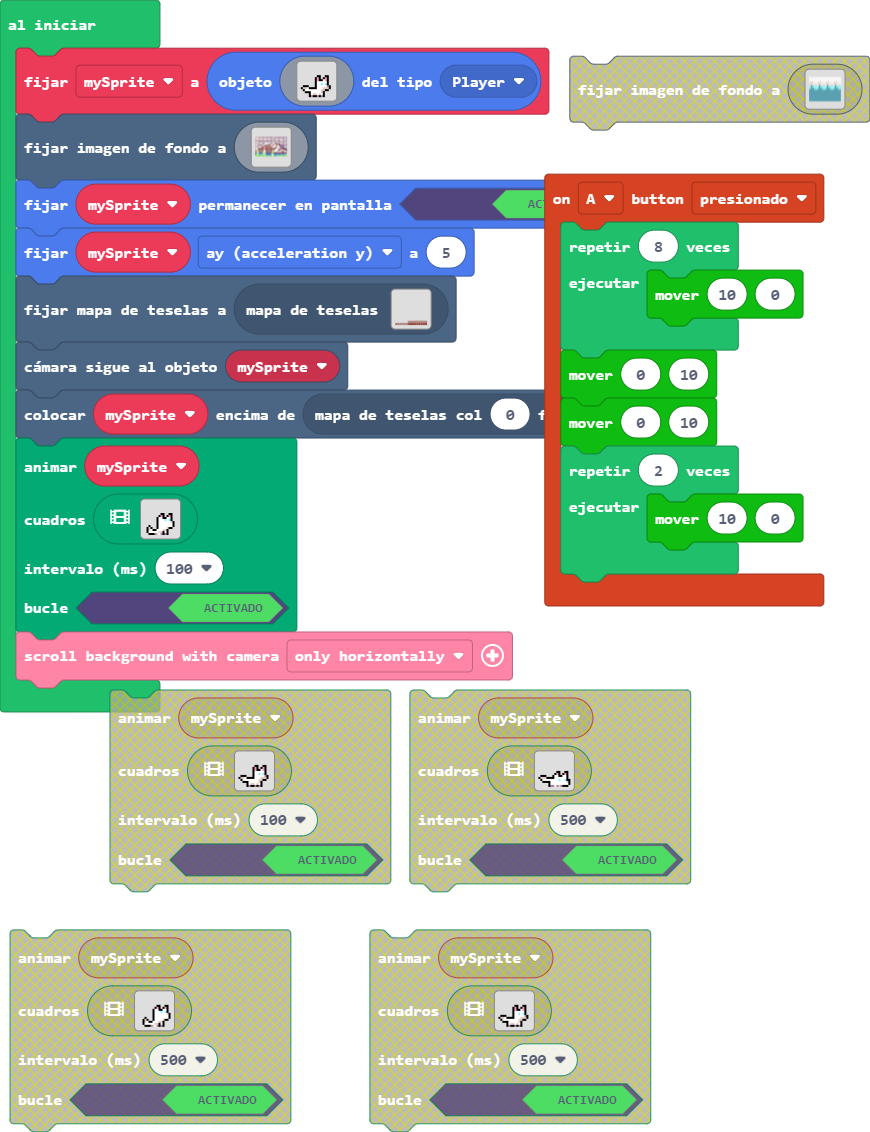 al iniciar
fijar mySprite a objeto del tipo Player
fijar imagen de fondo a
fijar mySprite permanecer en pantalla
fijar mySprite ay (acceleration y) a 5
fijar mapa de teselas a mapa de teselas
cámara sigue al objeto mySprite
colocar mySprite encima de mapa de teselas col 0
animar mySprite
cuadros
intervalo (ms) 100
bucle ACTIVADO
scroll background with camera only horizontally
fijar imagen de fondo a
on A button presionado
repetir 8 veces
ejecutar mover 10 0
mover 0 10
mover 0 10
repetir 2 veces
ejecutar mover 10 0
animar mySprite
cuadros
intervalo (ms) 100
bucle ACTIVADO
animar mySprite
cuadros
intervalo (ms) 500
bucle ACTIVADO
animar mySprite
cuadros
intervalo (ms) 500
bucle ACTIVADO
animar mySprite
cuadros
intervalo (ms) 500
bucle ACTIVADO